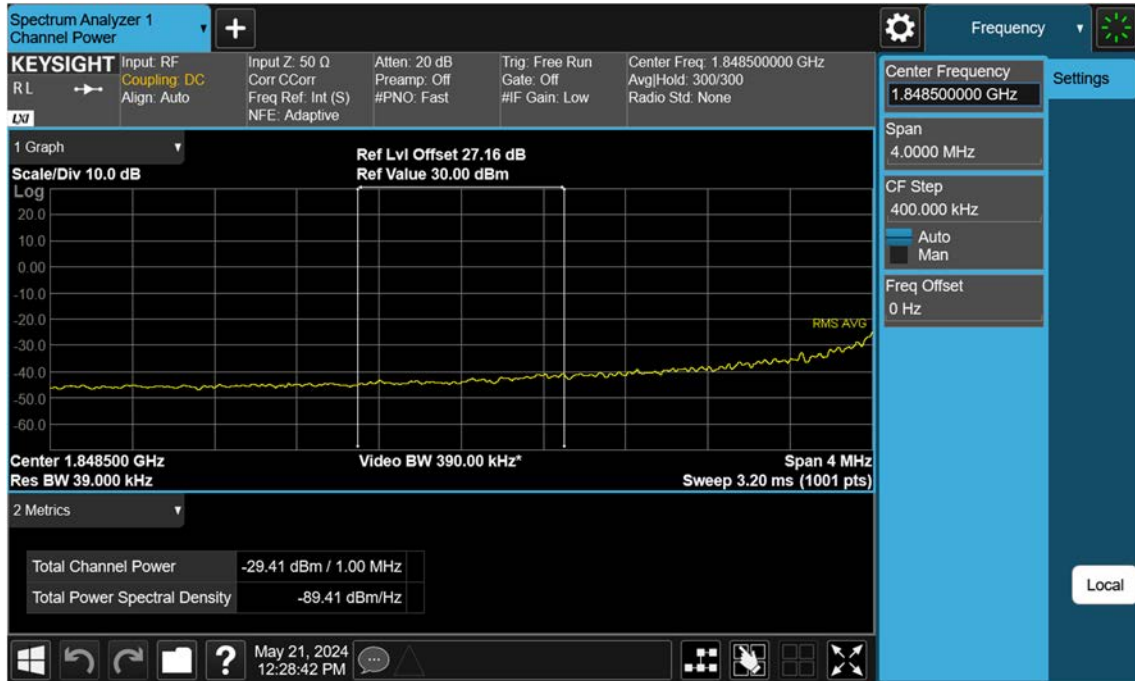 Spectrum Analyzer 1
Channel Power
+
Frequency
KEYSIGHT
R L
LXI
Input: RF
Coupling: DC
Align: Auto
Input Z: 50 Ω
Corr CCorr
Freq Ref: Int (S)
NFE: Adaptive
Atten: 20 dB
Preamp: Off
#PNO: Fast
Trig: Free Run
Gate: Off
#IF Gain: Low
Center Freq: 1.848500000 GHz
Avg|Hold: 300/300
Radio Std: None
Center Frequency
1.848500000 GHz
Settings
Span
4.0000 MHz
CF Step
400.000 kHz
Auto
Man
Freq Offset
0 Hz
1 Graph
Scale/Div 10.0 dB
Ref Lvl Offset 27.16 dB
Ref Value 30.00 dBm
Log
20.0
10.0
0.00
-10.0
-20.0
-30.0
-40.0
-50.0
-60.0
RMS AVG
Center 1.848500 GHz
Video BW 390.00 kHz*
Span 4 MHz
Res BW 39.000 kHz
Sweep 3.20 ms (1001 pts)
2 Metrics
Total Channel Power -29.41 dBm / 1.00 MHz
Total Power Spectral Density -89.41 dBm/Hz
Local
?
May 21, 2024
12:28:42 PM